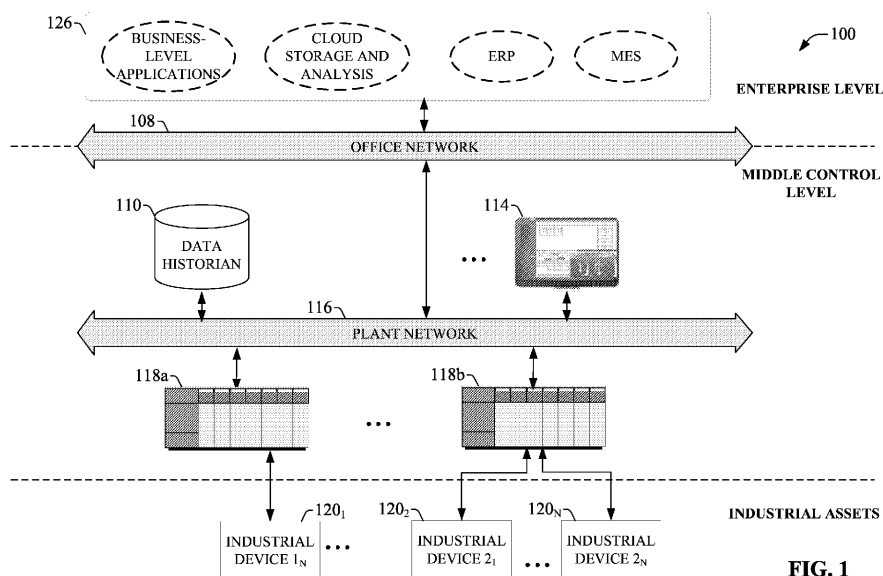 126
BUSINESS-
LEVEL
APPLICATIONS
CLOUD
STORAGE AND
ANALYSIS
ERP
MES
100
ENTERPRISE LEVEL
108
OFFICE NETWORK
MIDDLE CONTROL
LEVEL
110
DATA
HISTORIAN
...
114
116
PLANT NETWORK
118a
...
118b
INDUSTRIAL ASSETS
120₁
INDUSTRIAL
DEVICE 1ₙ
...
120₂
INDUSTRIAL
DEVICE 2₁
...
120ₙ
INDUSTRIAL
DEVICE 2ₙ
FIG. 1